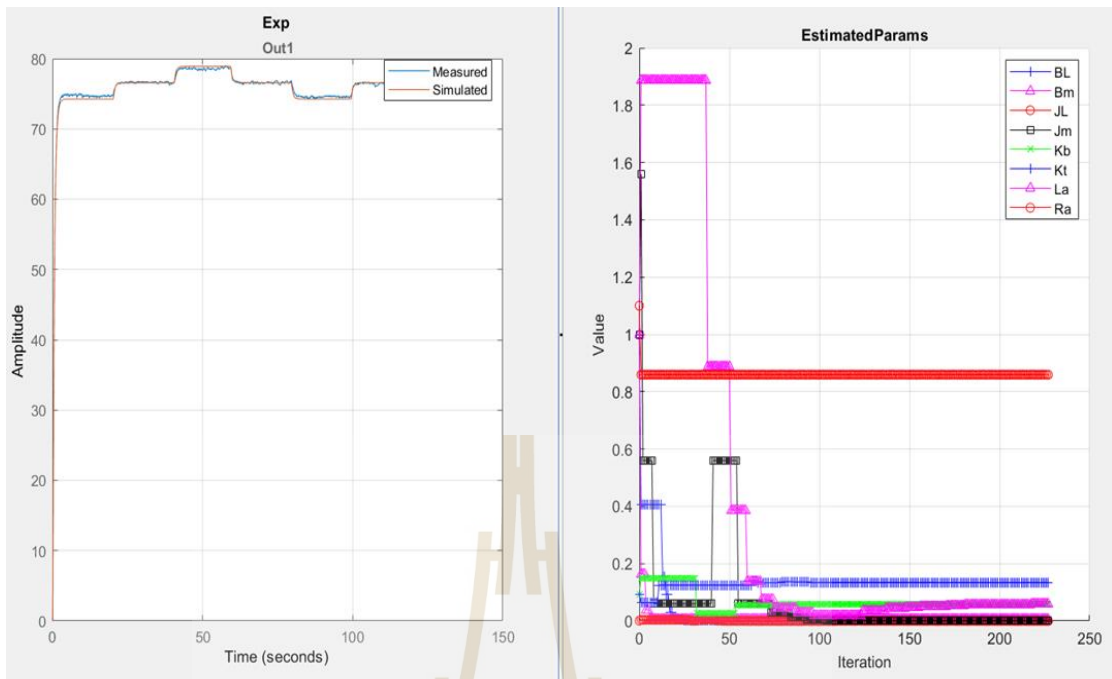 Exp
Out1
80
70
60
50
40
30
20
10
0
Amplitude
0 50 100 150
Time (seconds)
Measured
Simulated
EstimatedParams
2
1.8
1.6
1.4
1.2
1
0.8
0.6
0.4
0.2
0
Value
0 50 100 150 200 250
Iteration
BL
Bm
JL
Jm
Kb
Kt
La
Ra